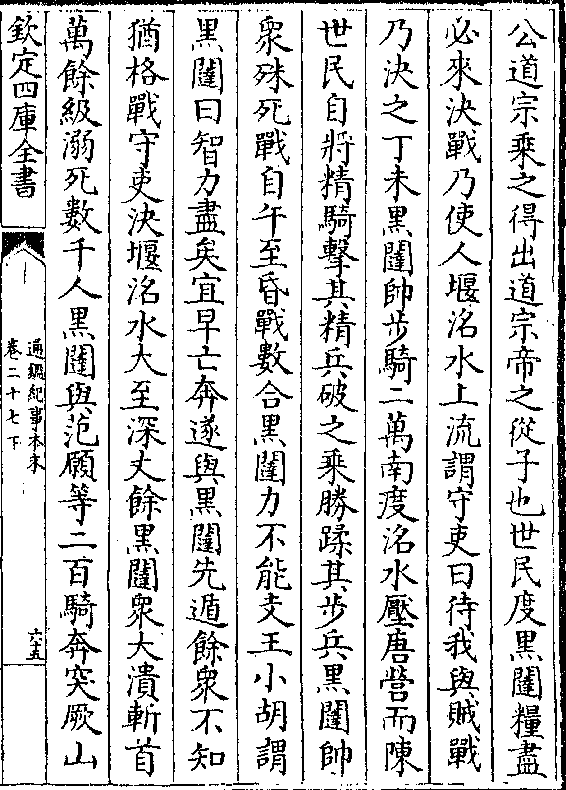 公道宗乘之得出道宗帝之從子也世民度黑闥糧盡
必來決戰乃使人堰洺水上流謂守吏曰待我與賊戰
乃決之丁未黑闥帥步騎二萬南度洺水壓唐營而陳
世民自將精騎擊其精兵破之乘勝蹂其步兵黑闥帥
衆殊死戰自午至昏戰數合黑闥力不能支王小胡謂
黑闥曰智力盡矣宜早亡奔遂與黑闥先遁餘衆不知
猶格戰守吏決堰洺水大至深丈餘黑闥衆大潰斬首
萬餘級溺死數千人黑闥與范願等二百騎奔突厥山
欽定四庫全書
通鑑紀事本末
卷二十七下
六五